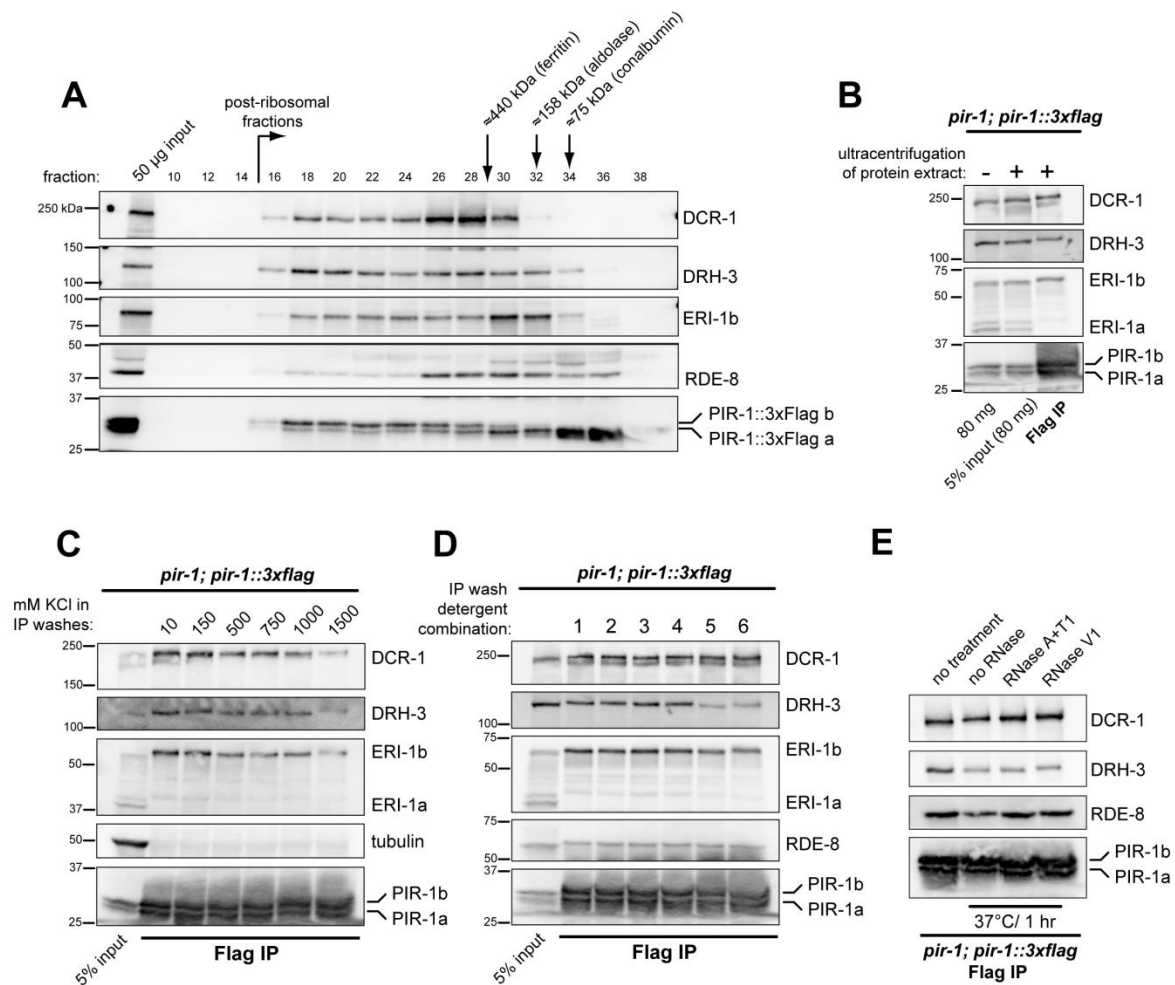 A
50 µg input
post-ribosomal
fractions
≈440 kDa (ferritin)
≈158 kDa (aldolase)
≈75 kDa (conalbumin)
fraction: 10 12 14 16 18 20 22 24 26 28 30 32 34 36 38
250 kDa
DCR-1
150
100
DRH-3
100
75
ERI-1b
50
37
RDE-8
37
25
PIR-1::3xFlag b
PIR-1::3xFlag a
B
pir-1; pir-1::3xflag
ultracentrifugation
of protein extract: - + +
250
DCR-1
100
DRH-3
75
50
ERI-1b
ERI-1a
37
25
PIR-1b
PIR-1a
80 mg
5% input (80 mg)
Flag IP
C
pir-1; pir-1::3xflag
mM KCl in
IP washes: 10 150 500 750 1000 1500
250
150
DCR-1
100
DRH-3
50
37
ERI-1b
ERI-1a
50
tubulin
37
25
PIR-1b
PIR-1a
5% input
Flag IP
D
pir-1; pir-1::3xflag
IP wash
detergent
combination: 1 2 3 4 5 6
250
DCR-1
100
DRH-3
75
50
ERI-1b
ERI-1a
75
50
RDE-8
37
25
PIR-1b
PIR-1a
5% input
Flag IP
E
no treatment
no RNase
RNase A+T1
RNase V1
DCR-1
DRH-3
RDE-8
PIR-1b
PIR-1a
37°C/ 1 hr
pir-1; pir-1::3xflag
Flag IP